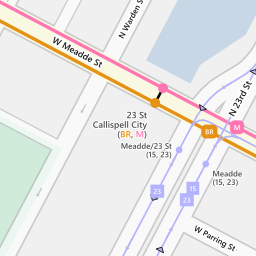 N Warden S
W Meadde St
N 23rd St
23 St
Callispell City
(BR, M)
BR
M
Meadde/23 St
(15, 23)
Meadde
(15, 23)
23
15
23
W Parring St